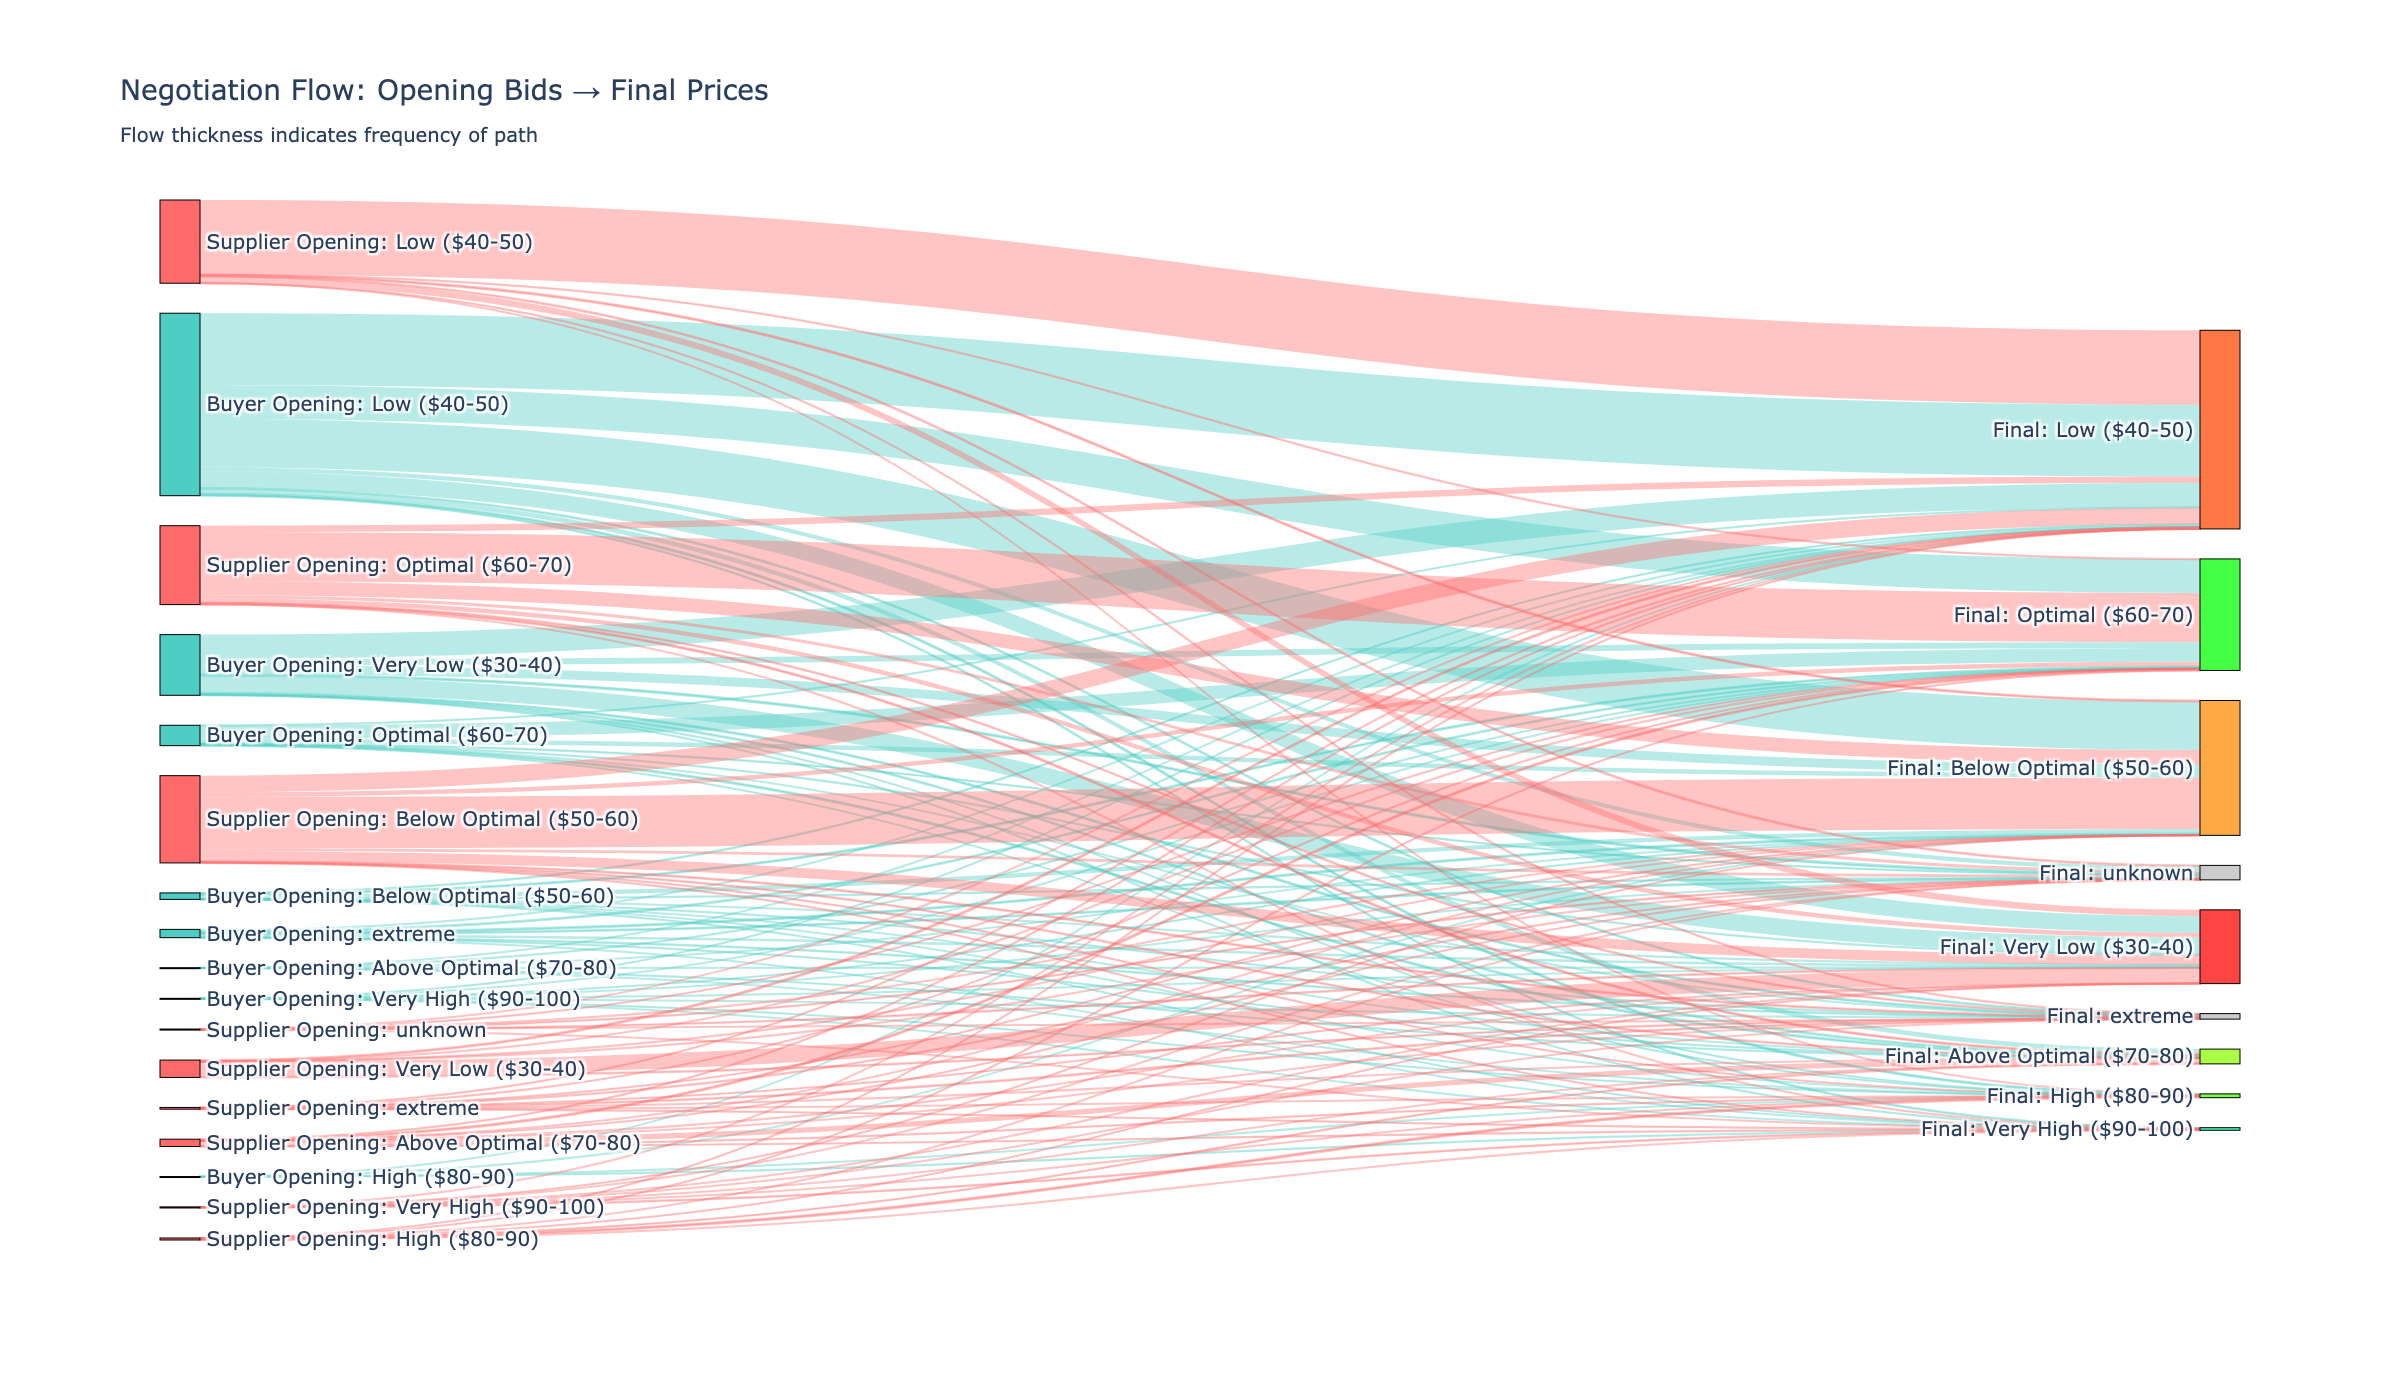 Negotiation Flow: Opening Bids → Final Prices
Flow thickness indicates frequency of path
Supplier Opening: Low ($40-50)
Buyer Opening: Low ($40-50)
Supplier Opening: Optimal ($60-70)
Buyer Opening: Very Low ($30-40)
Buyer Opening: Optimal ($60-70)
Supplier Opening: Below Optimal ($50-60)
Buyer Opening: Below Optimal ($50-60)
Buyer Opening: extreme
Buyer Opening: Above Optimal ($70-80)
Buyer Opening: Very High ($90-100)
Supplier Opening: unknown
Supplier Opening: Very Low ($30-40)
Supplier Opening: extreme
Supplier Opening: Above Optimal ($70-80)
Buyer Opening: High ($80-90)
Supplier Opening: Very High ($90-100)
Supplier Opening: High ($80-90)
Final: Low ($40-50)
Final: Optimal ($60-70)
Final: Below Optimal ($50-60)
Final: unknown
Final: Very Low ($30-40)
Final: extreme
Final: Above Optimal ($70-80)
Final: High ($80-90)
Final: Very High ($90-100)